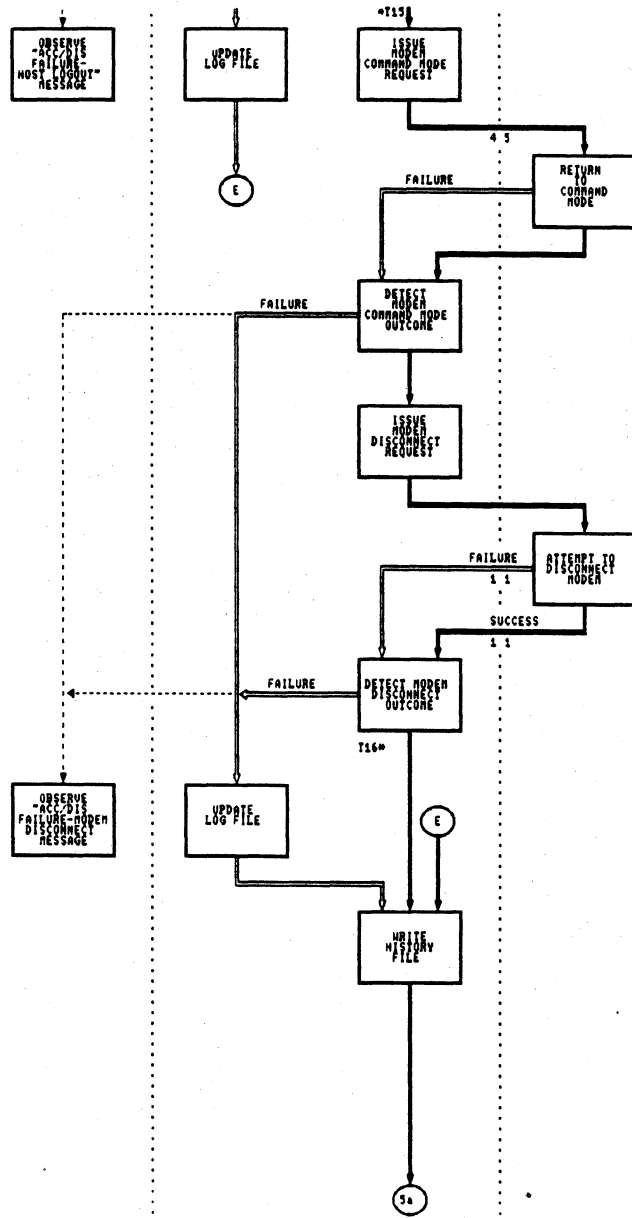 *T15
OBSERVE
"ACC/DIS
FAILURE-
HOST LOGOUT"
MESSAGE
UPDATE
LOG FILE
ISSUE
MODEM
COMMAND MODE
REQUEST
4 5
E
FAILURE
RETURN
TO
COMMAND
MODE
FAILURE
DETECT
MODEM
COMMAND MODE
OUTCOME
ISSUE
MODEM
DISCONNECT
REQUEST
FAILURE
1 1
ATTEMPT TO
DISCONNECT
MODEM
SUCCESS
1 1
FAILURE
DETECT MODEM
DISCONNECT
OUTCOME
T16*
OBSERVE
"ACC/DIS
FAILURE-MODEM
DISCONNECT
MESSAGE
UPDATE
LOG FILE
E
WRITE
HISTORY
FILE
5a